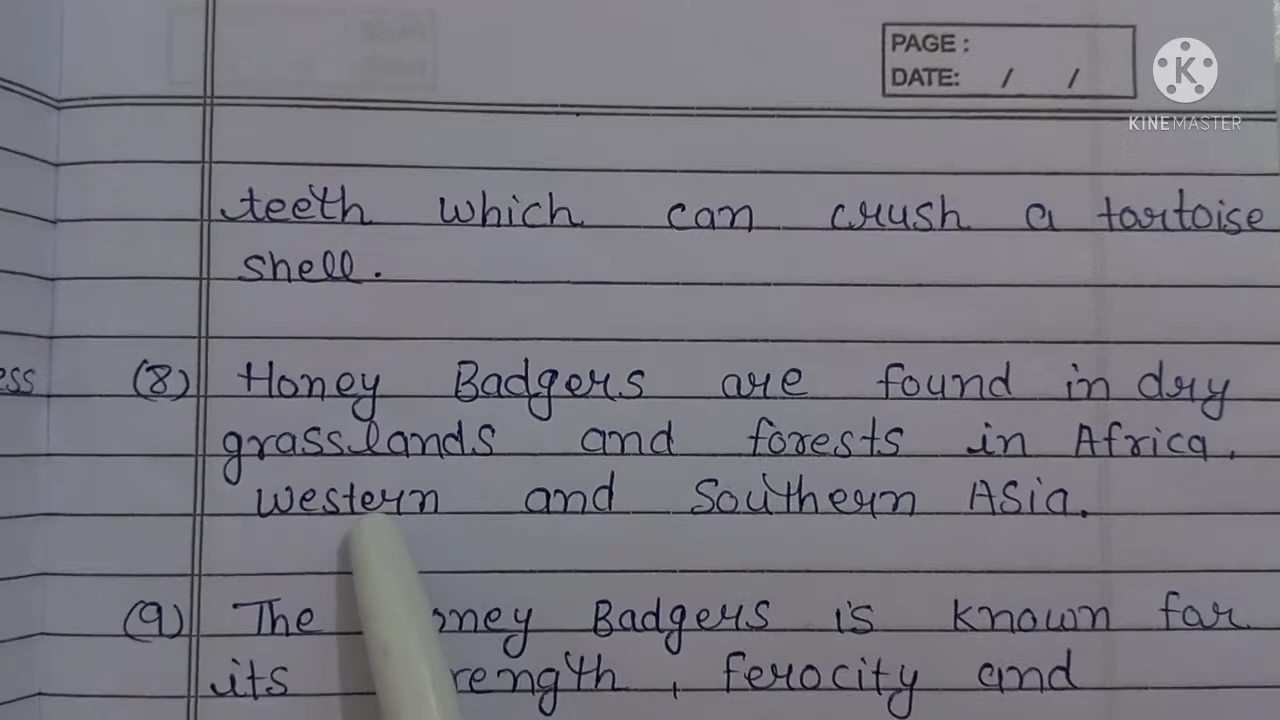 PAGE :
DATE: / /
KINEMASTER
teeth which can crush a tortoise
shell.
ess (8) Honey Badgers are found in dry
grasslands and forests in Africa,
western and Southern Asia.
(9) The Badgers is known for
its , ferocity and